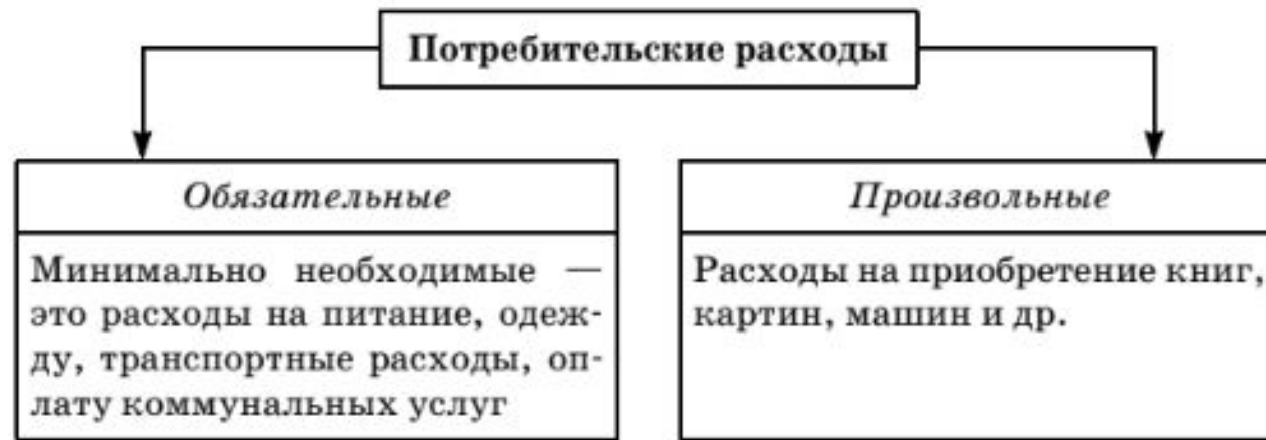 Потребительские расходы
Обязательные
Минимально необходимые —
это расходы на питание, одеж-
ду, транспортные расходы, оп-
лату коммунальных услуг
Произвольные
Расходы на приобретение книг,
картин, машин и др.